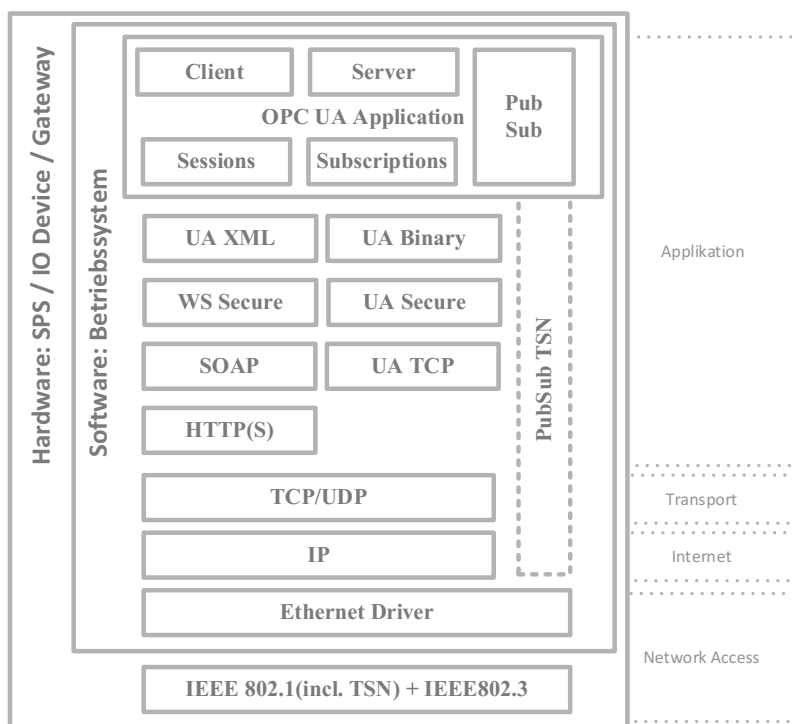 Hardware: SPS / IO Device / Gateway
Software: Betriebssystem
Client
Server
Pub
Sub
OPC UA Application
Sessions
Subscriptions
UA XML
UA Binary
WS Secure
UA Secure
SOAP
UA TCP
HTTP(S)
PubSub TSN
TCP/UDP
IP
Ethernet Driver
IEEE 802.1(incl. TSN) + IEEE802.3
Applikation
Transport
Internet
Network Access